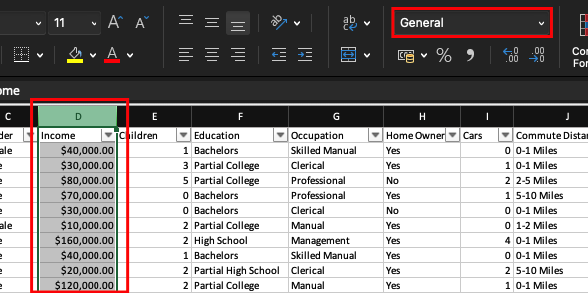 11 A^ A˅ ab General
A % 9 .00 .00
Con
For
ome
C D E F G H I J
der Income Children Education Occupation Home Owner Cars Commute Distan
ale $40,000.00 1 Bachelors Skilled Manual Yes 0 0-1 Miles
e $30,000.00 3 Partial College Clerical Yes 1 0-1 Miles
e $80,000.00 5 Partial College Professional No 2 2-5 Miles
e $70,000.00 0 Bachelors Professional Yes 1 5-10 Miles
e $30,000.00 0 Bachelors Clerical No 0 0-1 Miles
ale $10,000.00 2 Partial College Manual Yes 0 1-2 Miles
e $160,000.00 2 High School Management Yes 4 0-1 Miles
e $40,000.00 1 Bachelors Skilled Manual Yes 0 0-1 Miles
e $20,000.00 2 Partial High School Clerical Yes 2 5-10 Miles
e $120,000.00 2 Partial College Manual Yes 1 0-1 Miles